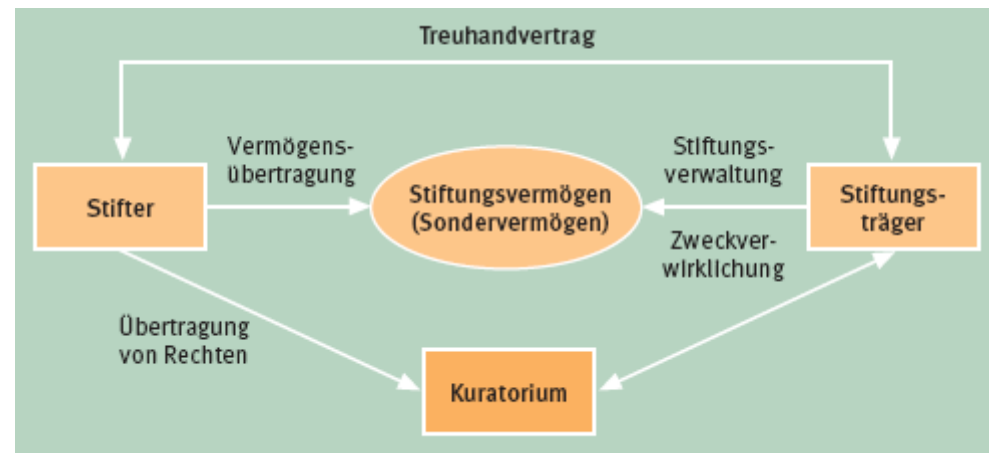 Treuhandvertrag
Vermögens-
übertragung
Stiftungs-
verwaltung
Stifter
Stiftungsvermögen
(Sondervermögen)
Stiftungs-
träger
Zweckver-
wirklichung
Übertragung
von Rechten
Kuratorium